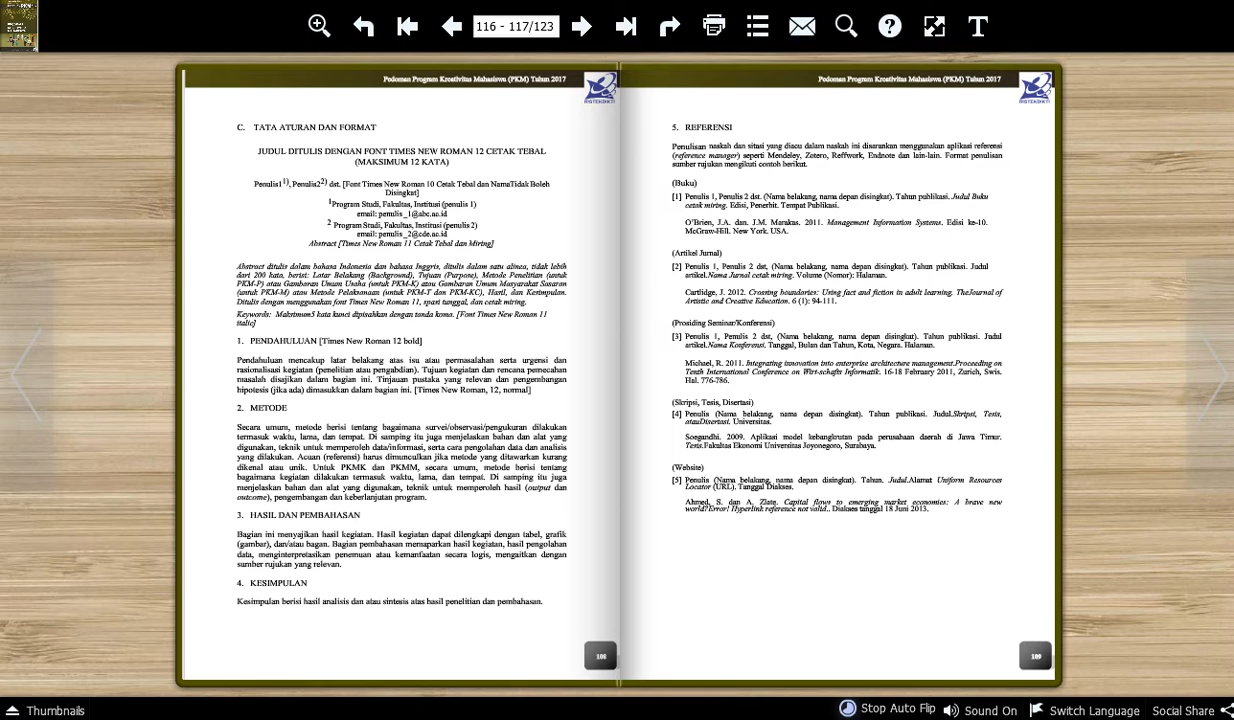 116 - 117/123
Pedoman Program Kreativitas Mahasiswa (PKM) Tahun 2017
RISTEKDIKTI
C. TATA ATURAN DAN FORMAT
JUDUL DITULIS DENGAN FONT TIMES NEW ROMAN 12 CETAK TEBAL
(MAKSIMUM 12 KATA)
Penulis1¹⁾, Penulis2²⁾ dst. [Font Times New Roman 10 Cetak Tebal dan NamaTidak Boleh
Disingkat]
¹Program Studi, Fakultas, Institusi (penulis 1)
email: penulis_1@abc.ac.id
² Program Studi, Fakultas, Institusi (penulis 2)
email: penulis_2@cde.ac.id
Abstract [Times New Roman 11 Cetak Tebal dan Miring]
Abstract ditulis dalam bahasa Indonesia dan bahasa Inggris, ditulis dalam satu alinea, tidak lebih
dari 200 kata, berisi: Latar Belakang (Background), Tujuan (Purpose), Metode Penelitian (untuk
PKM-P) atau Gambaran Umum Usaha (untuk PKM-K) atau Gambaran Umum Masyarakat Sasaran
(untuk PKM-M) atau Metode Pelaksanaan (untuk PKM-T dan PKM-KC), Hasil, dan Kesimpulan.
Ditulis dengan menggunakan font Times New Roman 11, spasi tunggal, dan cetak miring.
Keywords: Maksimum5 kata kunci dipisahkan dengan tanda koma. [Font Times New Roman 11
italic]
1. PENDAHULUAN [Times New Roman 12 bold]
Pendahuluan mencakup latar belakang atas isu atau permasalahan serta urgensi dan
rasionalisasi kegiatan (penelitian atau pengabdian). Tujuan kegiatan dan rencana pemecahan
masalah disajikan dalam bagian ini. Tinjauan pustaka yang relevan dan pengembangan
hipotesis (jika ada) dimasukkan dalam bagian ini. [Times New Roman, 12, normal]
2. METODE
Secara umum, metode berisi tentang bagaimana survei/observasi/pengukuran dilakukan
termasuk waktu, lama, dan tempat. Di samping itu juga menjelaskan bahan dan alat yang
digunakan, teknik untuk memperoleh data/informasi, serta cara pengolahan data dan analisis
yang dilakukan. Acuan (referensi) harus dimunculkan jika metode yang ditawarkan kurang
dikenal atau unik. Untuk PKMK dan PKMM, secara umum, metode berisi tentang
bagaimana kegiatan dilakukan termasuk waktu, lama, dan tempat. Di samping itu juga
menjelaskan bahan dan alat yang digunakan, teknik untuk memperoleh hasil (output dan
outcome), pengembangan dan keberlanjutan program.
3. HASIL DAN PEMBAHASAN
Bagian ini menyajikan hasil kegiatan. Hasil kegiatan dapat dilengkapi dengan tabel, grafik
(gambar), dan/atau bagan. Bagian pembahasan memaparkan hasil kegiatan, hasil pengolahan
data, menginterpretasikan penemuan atau kemanfaatan secara logis, mengaitkan dengan
sumber rujukan yang relevan.
4. KESIMPULAN
Kesimpulan berisi hasil analisis dan atau sintesis atas hasil penelitian dan pembahasan.
108
Pedoman Program Kreativitas Mahasiswa (PKM) Tahun 2017
RISTEKDIKTI
5. REFERENSI
Penulisan naskah dan sitasi yang diacu dalam naskah ini disarankan menggunakan aplikasi referensi
(reference manager) seperti Mendeley, Zotero, Reffwork, Endnote dan lain-lain. Format penulisan
sumber rujukan mengikuti contoh berikut.
(Buku)
[1] Penulis 1, Penulis 2 dst. (Nama belakang, nama depan disingkat). Tahun publikasi. Judul Buku
cetak miring. Edisi, Penerbit. Tempat Publikasi.
O'Brien, J.A. dan. J.M. Marakas. 2011. Management Information Systems. Edisi ke-10.
McGraw-Hill. New York. USA.
(Artikel Jurnal)
[2] Penulis 1, Penulis 2 dst, (Nama belakang, nama depan disingkat). Tahun publikasi. Judul
artikel.Nama Jurnal cetak miring. Volume (Nomor): Halaman.
Cartlidge, J. 2012. Crossing boundaries: Using fact and fiction in adult learning. TheJournal of
Artistic and Creative Education. 6 (1): 94-111.
(Prosiding Seminar/Konferensi)
[3] Penulis 1, Penulis 2 dst, (Nama belakang, nama depan disingkat). Tahun publikasi. Judul
artikel.Nama Konferensi. Tanggal, Bulan dan Tahun, Kota, Negara. Halaman.
Michael, R. 2011. Integrating innovation into enterprise architecture management.Proceeding on
Tenth International Conference on Wirt-schafts Informatik. 16-18 February 2011, Zurich, Swis.
Hal. 776-786.
(Skripsi, Tesis, Disertasi)
[4] Penulis (Nama belakang, nama depan disingkat). Tahun publikasi. Judul.Skripsi, Tesis,
atauDisertasi. Universitas.
Soegandhi. 2009. Aplikasi model kebangkrutan pada perusahaan daerah di Jawa Timur.
Tesis.Fakultas Ekonomi Universitas Joyonegoro, Surabaya.
(Website)
[5] Penulis (Nama belakang, nama depan disingkat). Tahun. Judul.Alamat Uniform Resources
Locator (URL). Tanggal Diakses.
Ahmed, S. dan A. Zlate. Capital flows to emerging market economies: A brave new
world?Error! Hyperlink reference not valid.. Diakses tanggal 18 Juni 2013.
109
Thumbnails
Stop Auto Flip
Sound On
Switch Language
Social Share